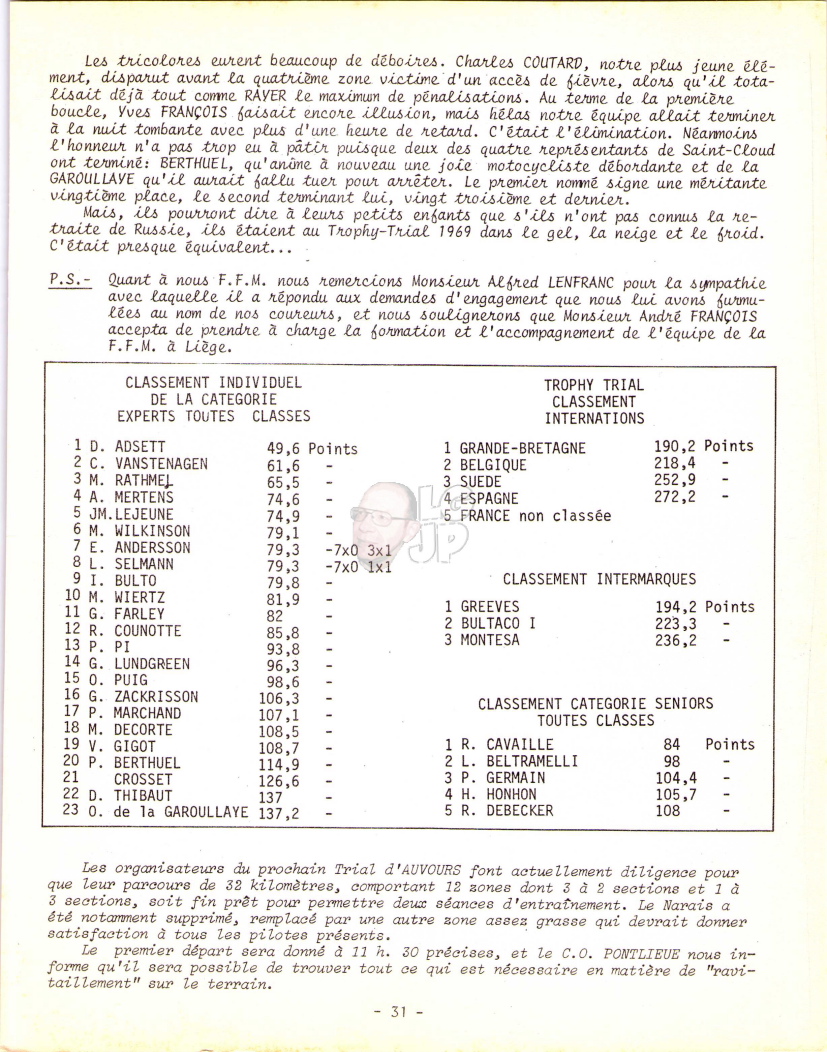 Les tricolores eurent beaucoup de déboires. Charles COUTARD, notre plus jeune élé-
ment, disparut avant la quatrième zone victime d'un accès de fièvre, alors qu'il tota-
lisait déjà tout comme RAYER le maximum de pénalisations. Au terme de la première
boucle, Yves FRANÇOIS faisait encore illusion, mais hélas notre équipe allait terminer
à la nuit tombante avec plus d'une heure de retard. C'était l'élimination. Néanmoins
l'honneur n'a pas trop eu à pâtir puisque deux des quatre représentants de Saint-Cloud
ont terminé: BERTHUEL, qu'anime à nouveau une joie motocycliste débordante et de la
GAROULLAYE qu'il aurait fallu tuer pour arrêter. Le premier nommé signe une méritante
vingtième place, le second terminant lui, vingt troisième et dernier.
Mais, ils pourront dire à leurs petits enfants que s'ils n'ont pas connus la re-
traite de Russie, ils étaient au Trophy-Trial 1969 dans le gel, la neige et le froid.
C'était presque équivalent...
P.S.- Quant à nous F.F.M. nous remercions Monsieur Alfred LENFRANC pour la sympathie
avec laquelle il a répondu aux demandes d'engagement que nous lui avons furmu-
lées au nom de nos coureurs, et nous soulignerons que Monsieur André FRANÇOIS
accepta de prendre à charge la formation et l'accompagnement de l'équipe de la
F.F.M. à Liège.
CLASSEMENT INDIVIDUEL
DE LA CATEGORIE
EXPERTS TOUTES CLASSES
1 D. ADSETT 49,6 Points
2 C. VANSTENAGEN 61,6 -
3 M. RATHMEL 65,5 -
4 A. MERTENS 74,6 -
5 JM.LEJEUNE 74,9 -
6 M. WILKINSON 79,1 -
7 E. ANDERSSON 79,3 -7x0 3x1
8 L. SELMANN 79,3 -7x0 1x1
9 I. BULTO 79,8 -
10 M. WIERTZ 81,9 -
11 G. FARLEY 82 -
12 R. COUNOTTE 85,8 -
13 P. PI 93,8 -
14 G. LUNDGREEN 96,3 -
15 O. PUIG 98,6 -
16 G. ZACKRISSON 106,3 -
17 P. MARCHAND 107,1 -
18 M. DECORTE 108,5 -
19 V. GIGOT 108,7 -
20 P. BERTHUEL 114,9 -
21 CROSSET 126,6 -
22 D. THIBAUT 137 -
23 O. de la GAROULLAYE 137,2 -
TROPHY TRIAL
CLASSEMENT
INTERNATIONS
1 GRANDE-BRETAGNE 190,2 Points
2 BELGIQUE 218,4 -
3 SUEDE 252,9 -
4 ESPAGNE 272,2 -
5 FRANCE non classée
CLASSEMENT INTERMARQUES
1 GREEVES 194,2 Points
2 BULTACO I 223,3 -
3 MONTESA 236,2 -
CLASSEMENT CATEGORIE SENIORS
TOUTES CLASSES
1 R. CAVAILLE 84 Points
2 L. BELTRAMELLI 98 -
3 P. GERMAIN 104,4 -
4 H. HONHON 105,7 -
5 R. DEBECKER 108 -
JP
Les organisateurs du prochain Trial d'AUVOURS font actuellement diligence pour
que leur parcours de 32 kilomètres, comportant 12 zones dont 3 à 2 sections et 1 à
3 sections, soit fin prêt pour permettre deux séances d'entraînement. Le Narais a
été notamment supprimé, remplacé par une autre zone assez grasse qui devrait donner
satisfaction à tous les pilotes présents.
Le premier départ sera donné à 11 h. 30 précises, et le C.O. PONTLIEUE nous in-
forme qu'il sera possible de trouver tout ce qui est nécessaire en matière de "ravi-
taillement" sur le terrain.
- 31 -